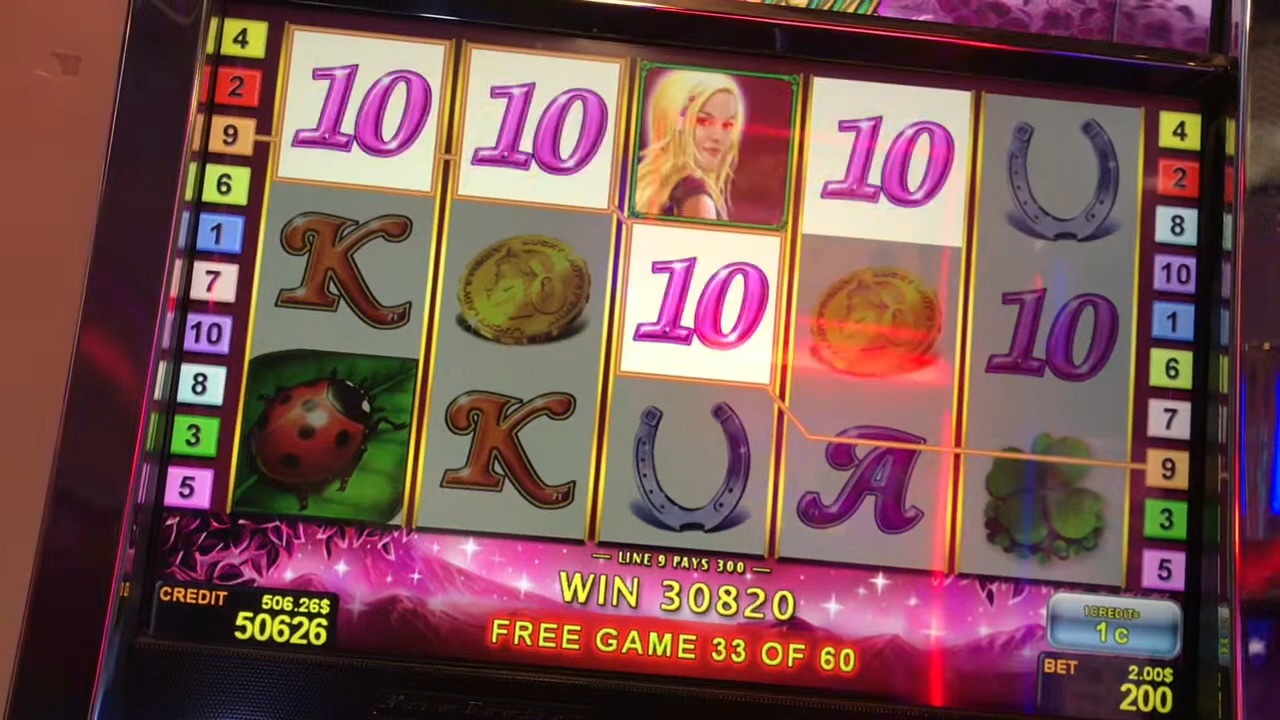 4
2
9
6
1
7
10
8
3
5
10 10 10
K 10
10
K A
4
2
8
10
1
6
7
9
3
5
— LINE 9 PAYS 300 —
WIN 30820
FREE GAME 33 OF 60
CREDIT 506.26$
50626
1CREDIT=
1 c
BET 2.00$
200